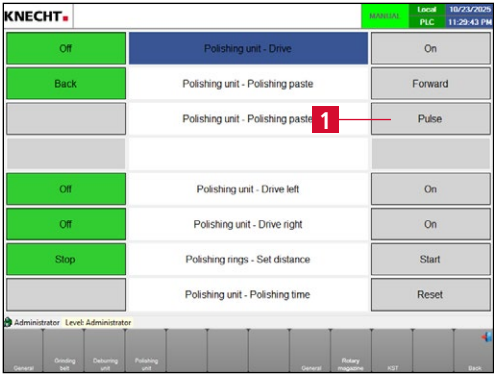 KNECHT
MANUAL
Local
PLC
10/23/2025
11:29:43 PM
Off
Polishing unit - Drive
On
Back
Polishing unit - Polishing paste
Forward
Polishing unit - Polishing paste
1
Pulse
Off
Polishing unit - Drive left
On
Off
Polishing unit - Drive right
On
Stop
Polishing rings - Set distance
Start
Polishing unit - Polishing time
Reset
Administrator Level: Administrator
General
Grinding belt
Deburring unit
Polishing unit
General
Rotary magazine
KST
Back